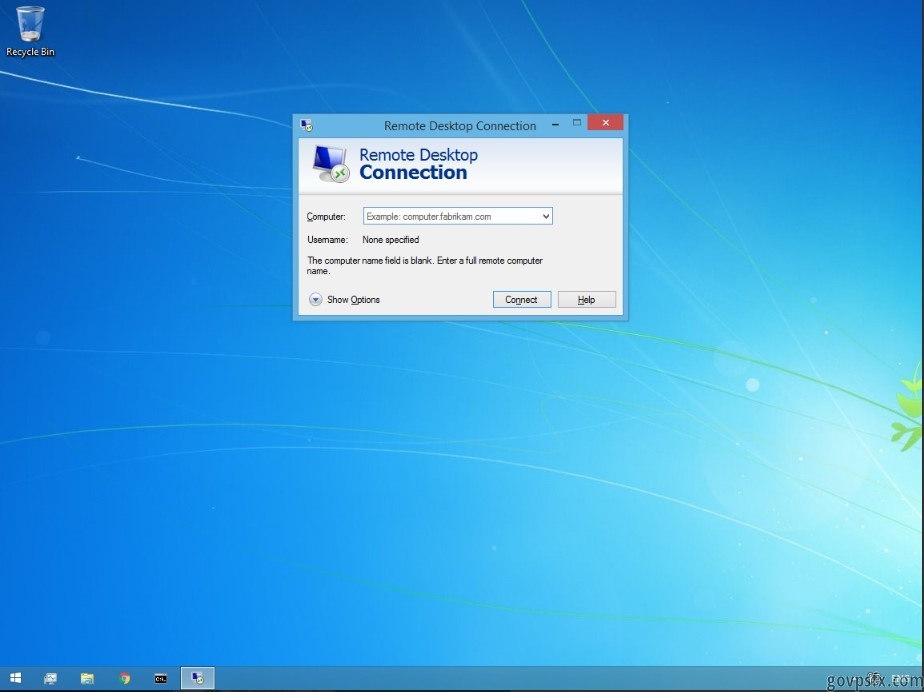 Recycle Bin
Remote Desktop Connection
Remote Desktop
Connection
Computer:
Example: computer.fabrikam.com
Username:
None specified
The computer name field is blank. Enter a full remote computer
name.
Show Options
Connect
Help
govpsfx.com